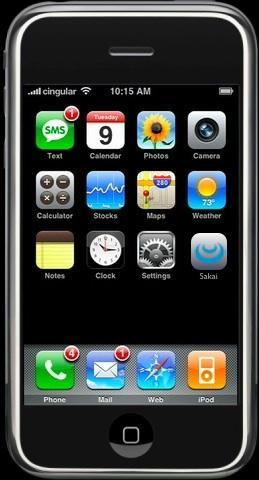 cingular 10:15 AM
1
SMS Tuesday 9
Text Calendar Photos Camera
280
73°
Calculator Stocks Maps Weather
Notes Clock Settings Sakai
4 1
Phone Mail Web iPod